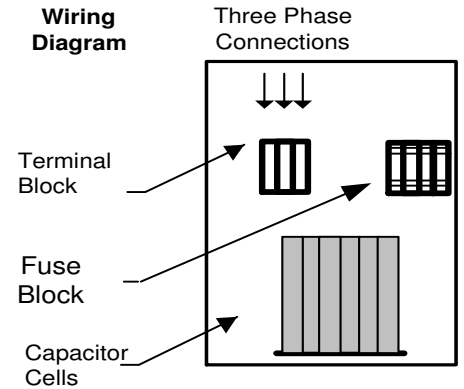 Wiring
Diagram
Three Phase
Connections
Terminal
Block
Fuse
Block
Capacitor
Cells